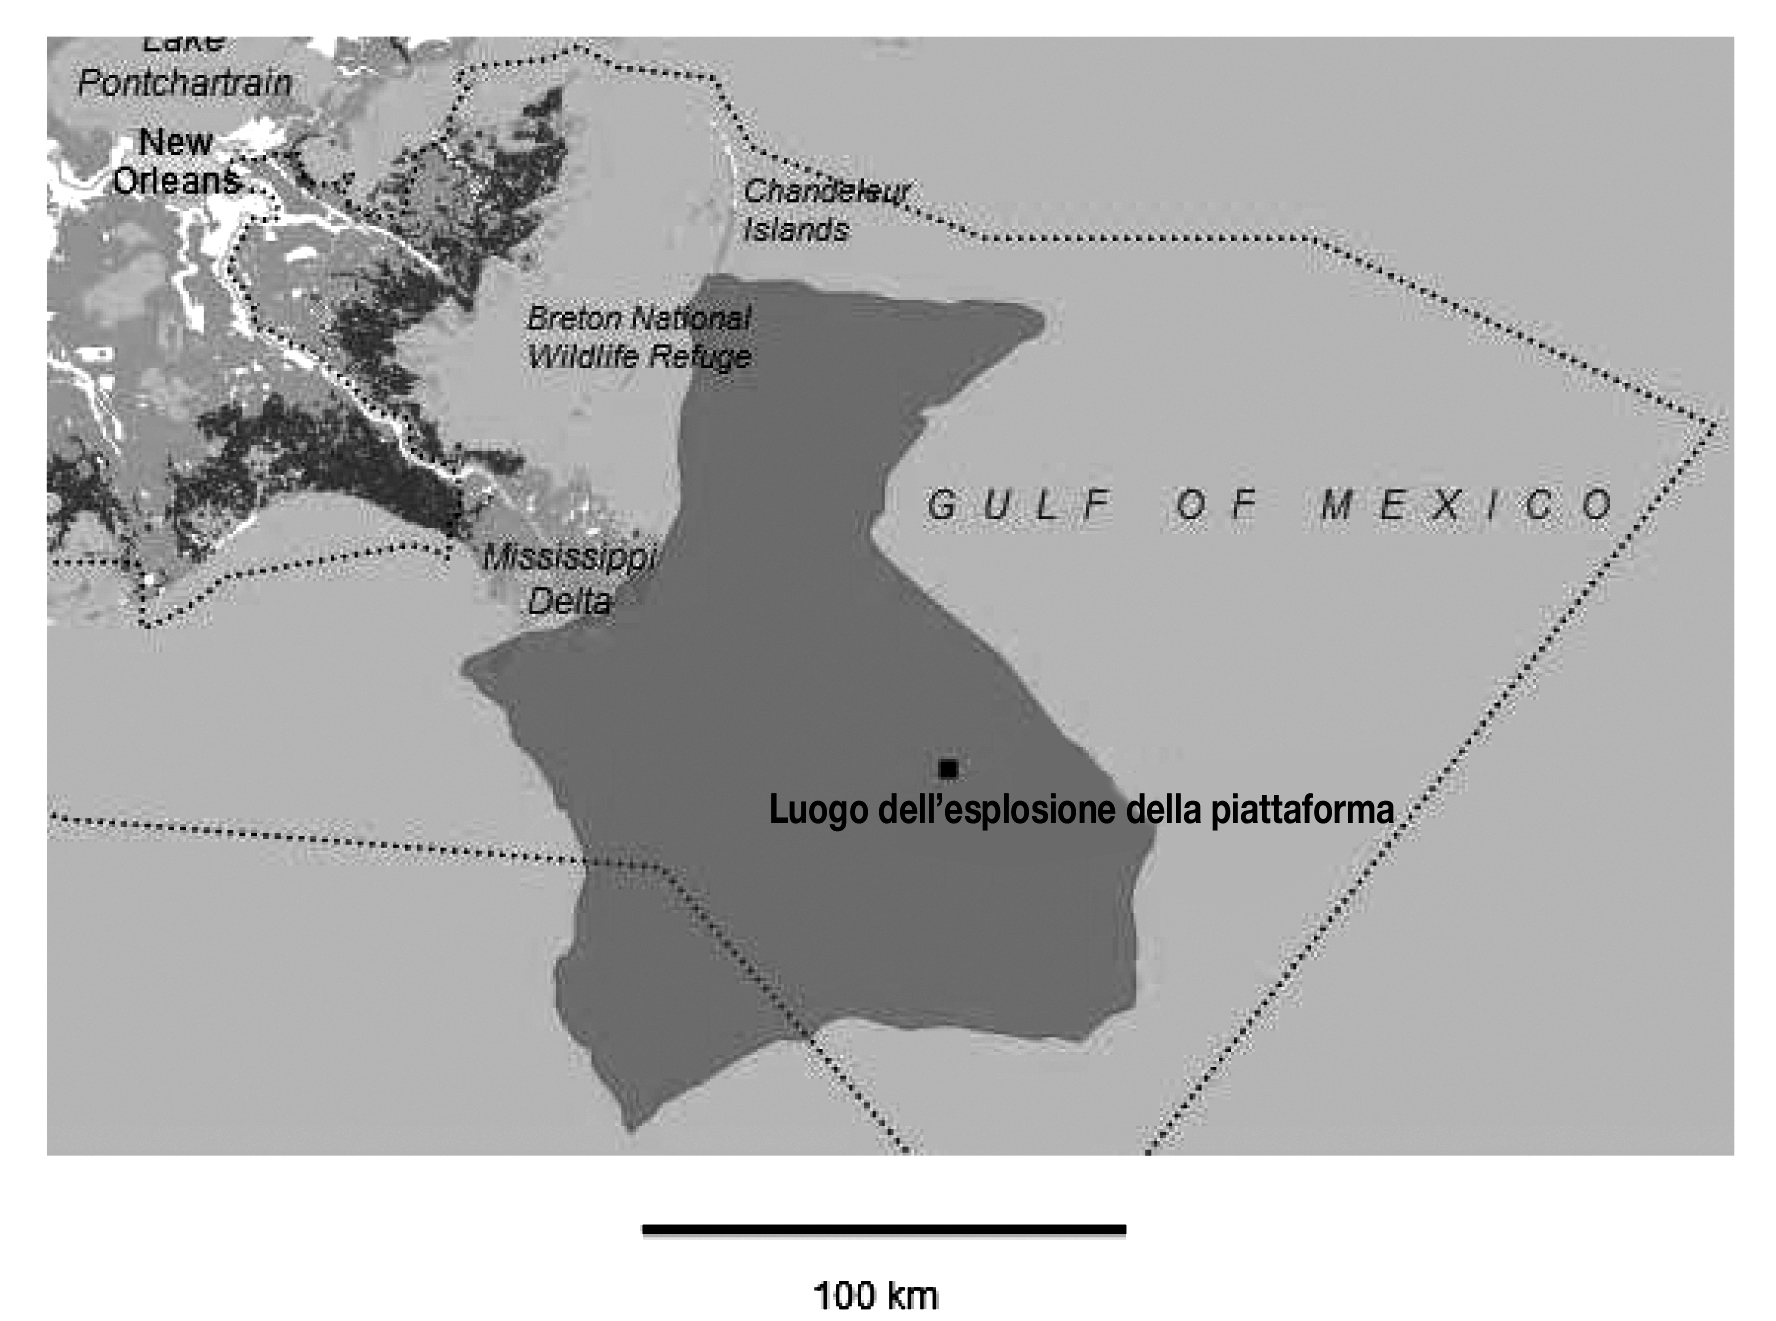 Lake
Pontchartrain
New
Orleans
Chandeleur
Islands
Breton National
Wildlife Refuge
GULF OF MEXICO
Mississippi
Delta
Luogo dell’esplosione della piattaforma
100 km